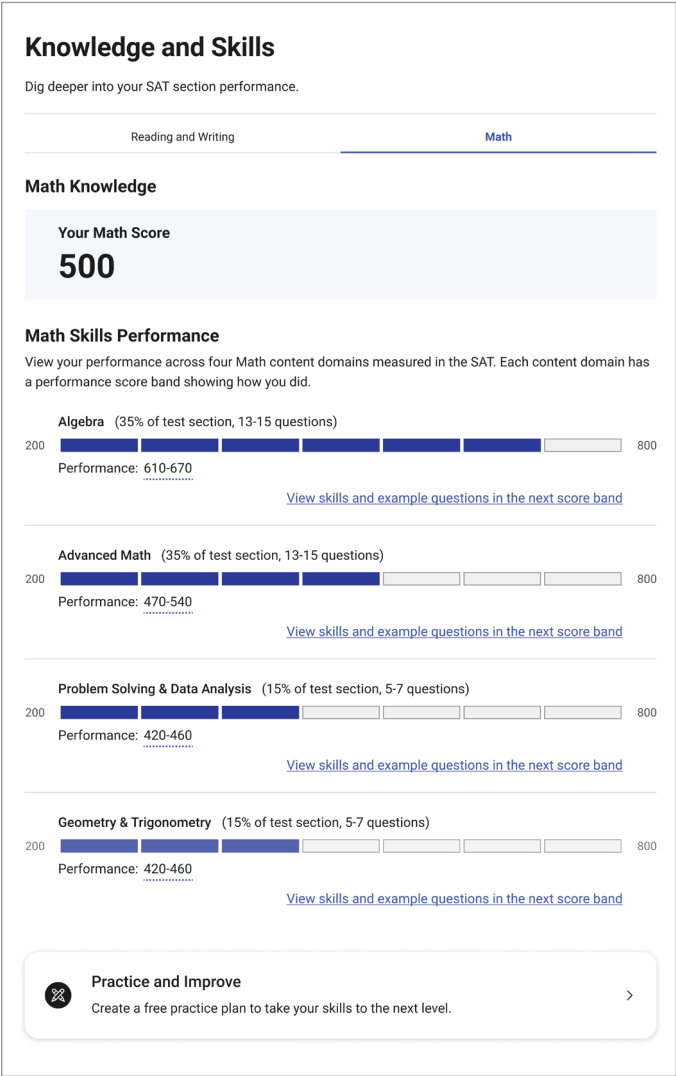 Knowledge and Skills
Dig deeper into your SAT section performance.
Reading and Writing
Math
Math Knowledge
Your Math Score
500
Math Skills Performance
View your performance across four Math content domains measured in the SAT. Each content domain has
a performance score band showing how you did.
Algebra (35% of test section, 13-15 questions)
200 800
Performance: 610-670
View skills and example questions in the next score band
Advanced Math (35% of test section, 13-15 questions)
200 800
Performance: 470-540
View skills and example questions in the next score band
Problem Solving & Data Analysis (15% of test section, 5-7 questions)
200 800
Performance: 420-460
View skills and example questions in the next score band
Geometry & Trigonometry (15% of test section, 5-7 questions)
200 800
Performance: 420-460
View skills and example questions in the next score band
Practice and Improve
Create a free practice plan to take your skills to the next level.